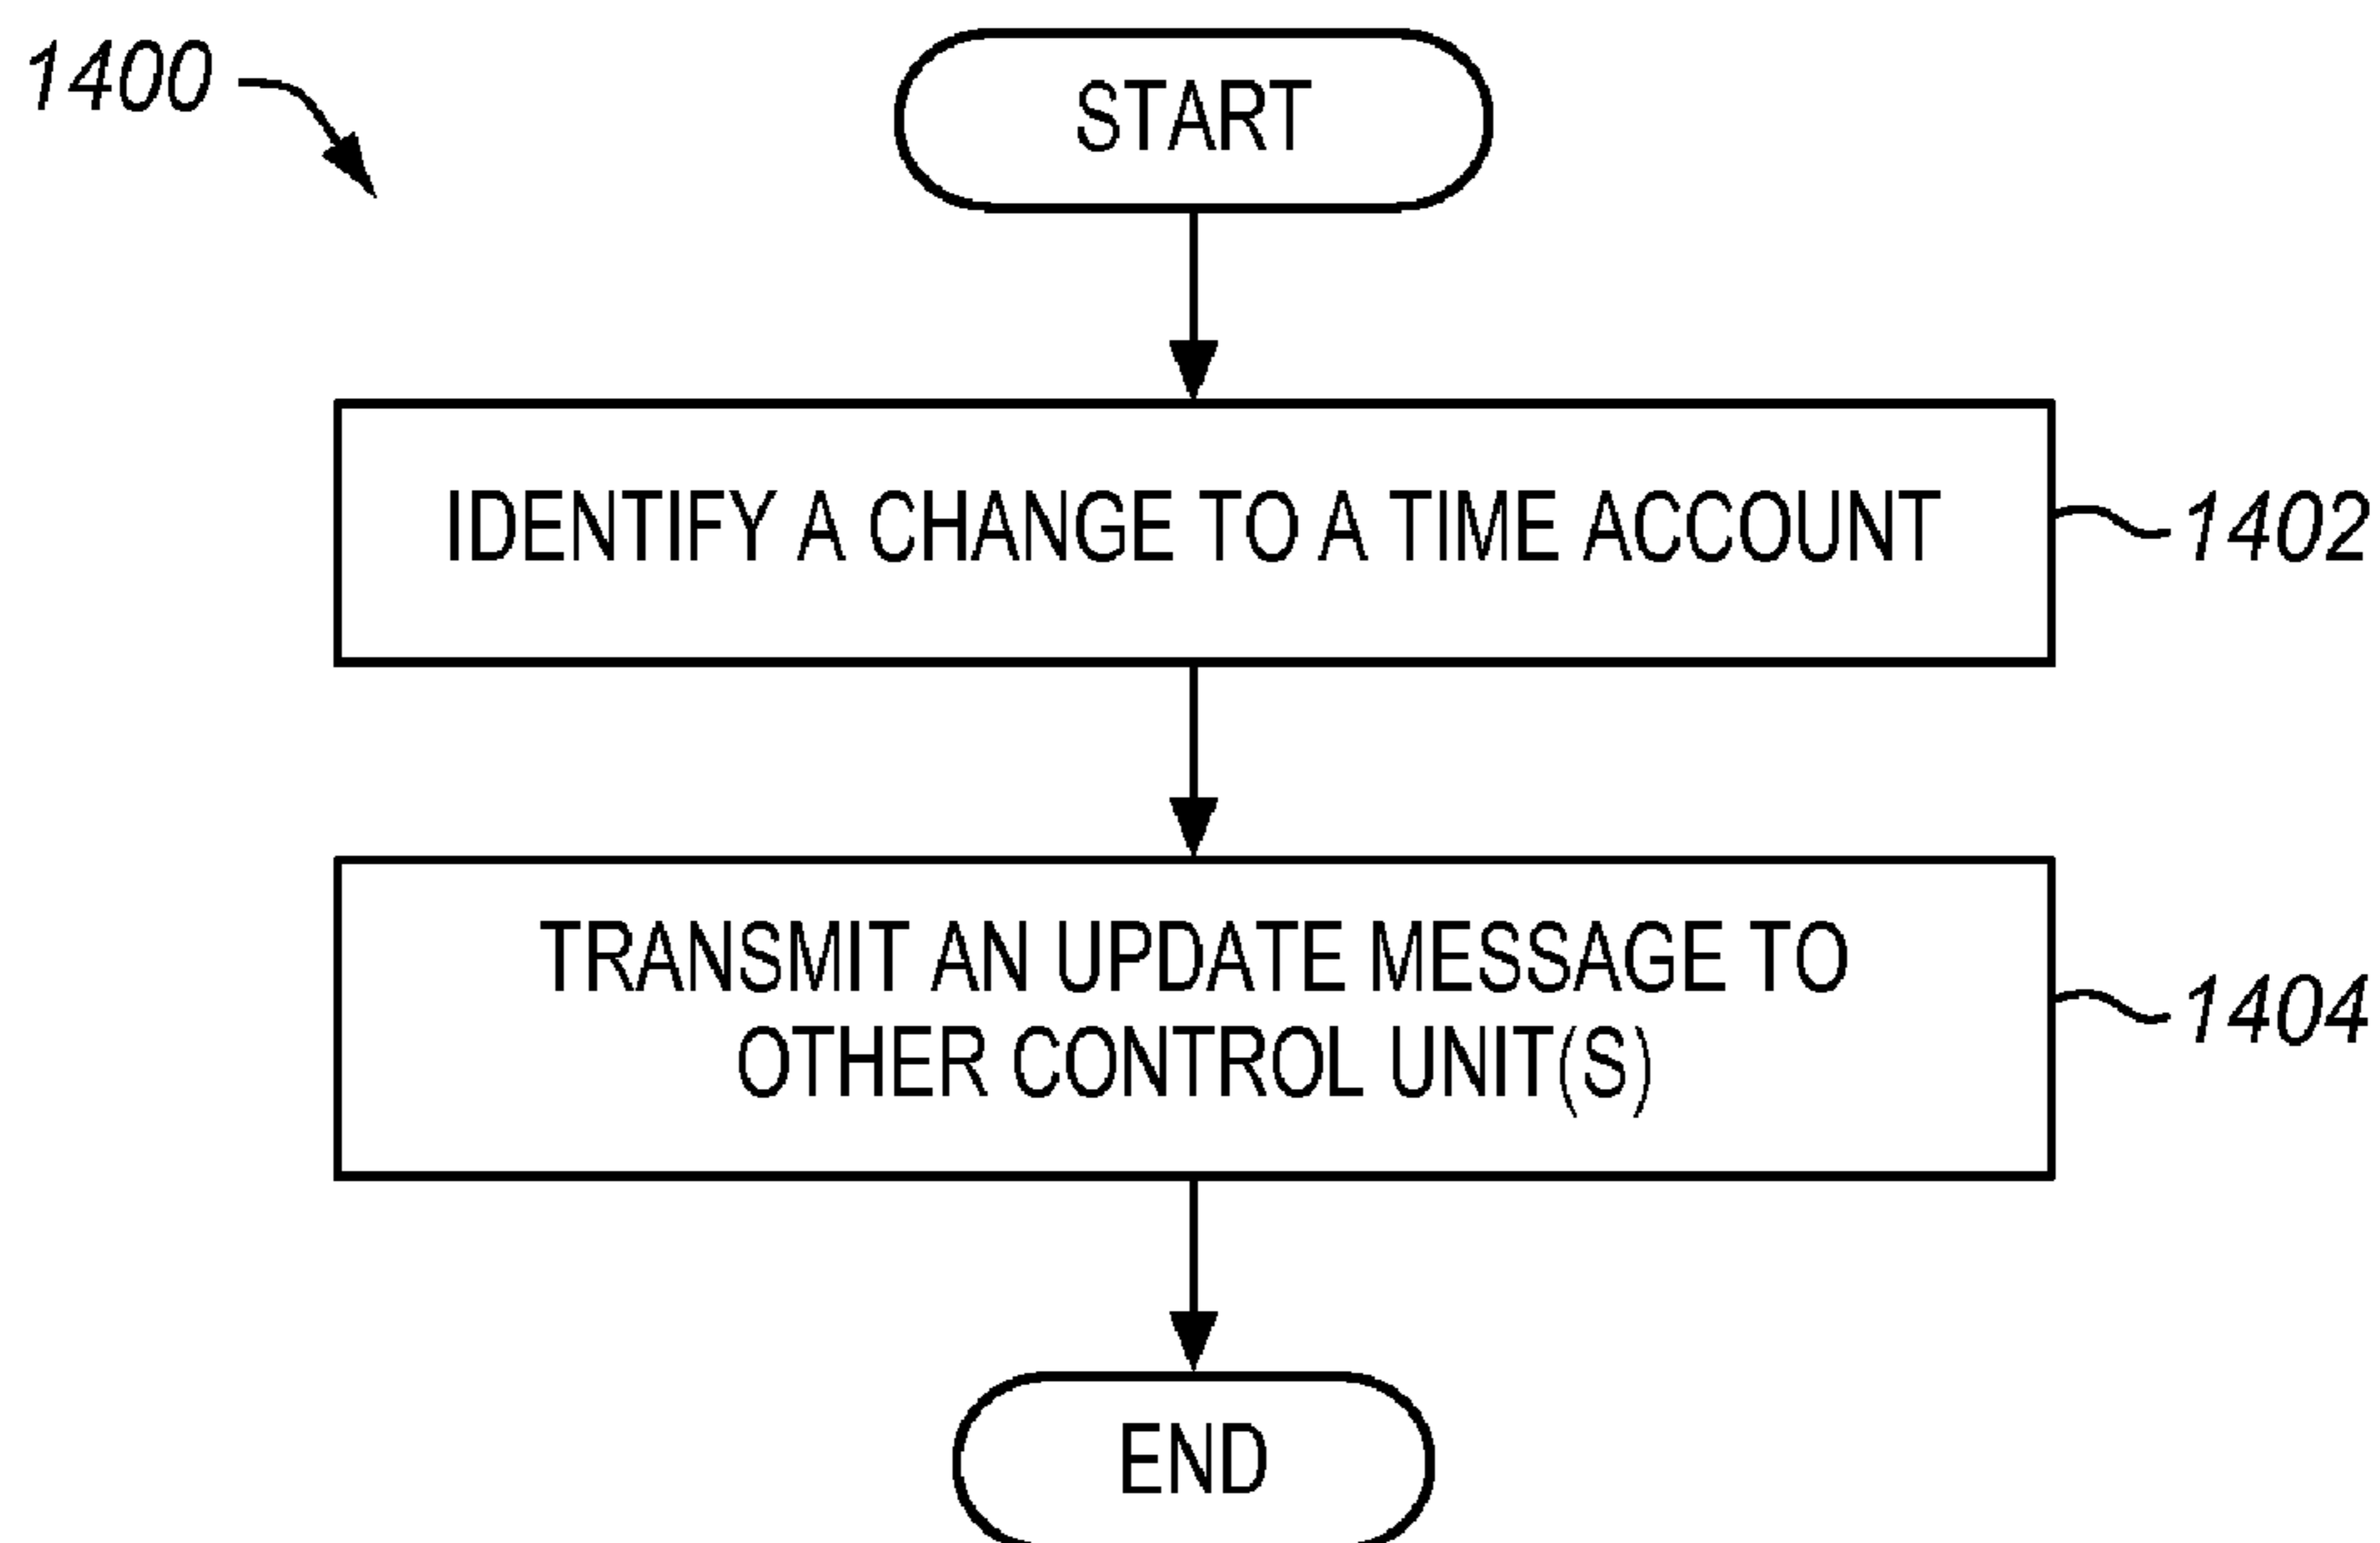 1400
START
IDENTIFY A CHANGE TO A TIME ACCOUNT
1402
TRANSMIT AN UPDATE MESSAGE TO
OTHER CONTROL UNIT(S)
1404
END